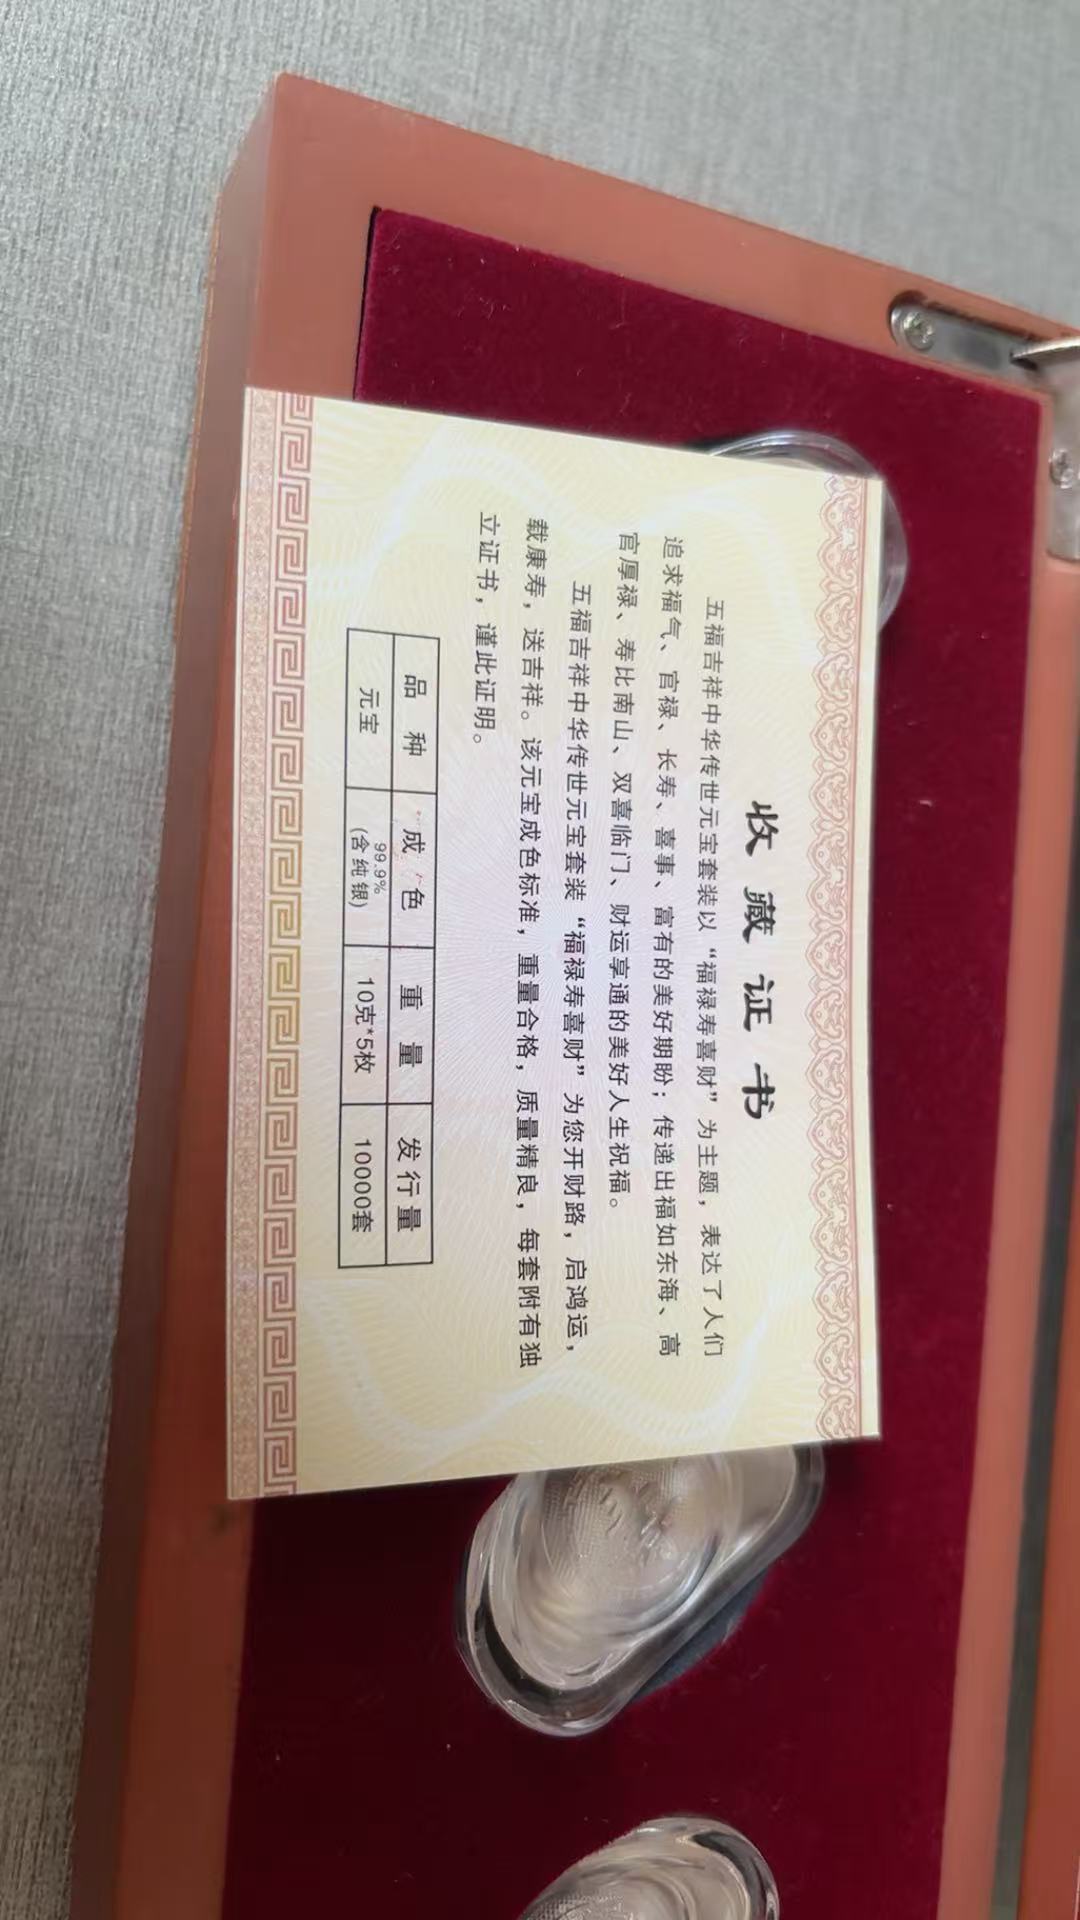 收藏证书
五福吉祥中华传世元宝套装以“福禄寿喜财”为主题，表达了人们
追求福气、官禄、长寿、喜事、富有的美好期盼；传递出福如东海、高
官厚禄、寿比南山、双喜临门、财运享通的美好人生祝福。
五福吉祥中华传世元宝套装“福禄寿喜财”为您开财路，启鸿运，
载康寿，送吉祥。该元宝成色标准，重量合格，质量精良，每套附有独
立证书，谨此证明。
品种 成色 重量 发行量
元宝 99.9% 10克*5枚 10000套
(含纯银)